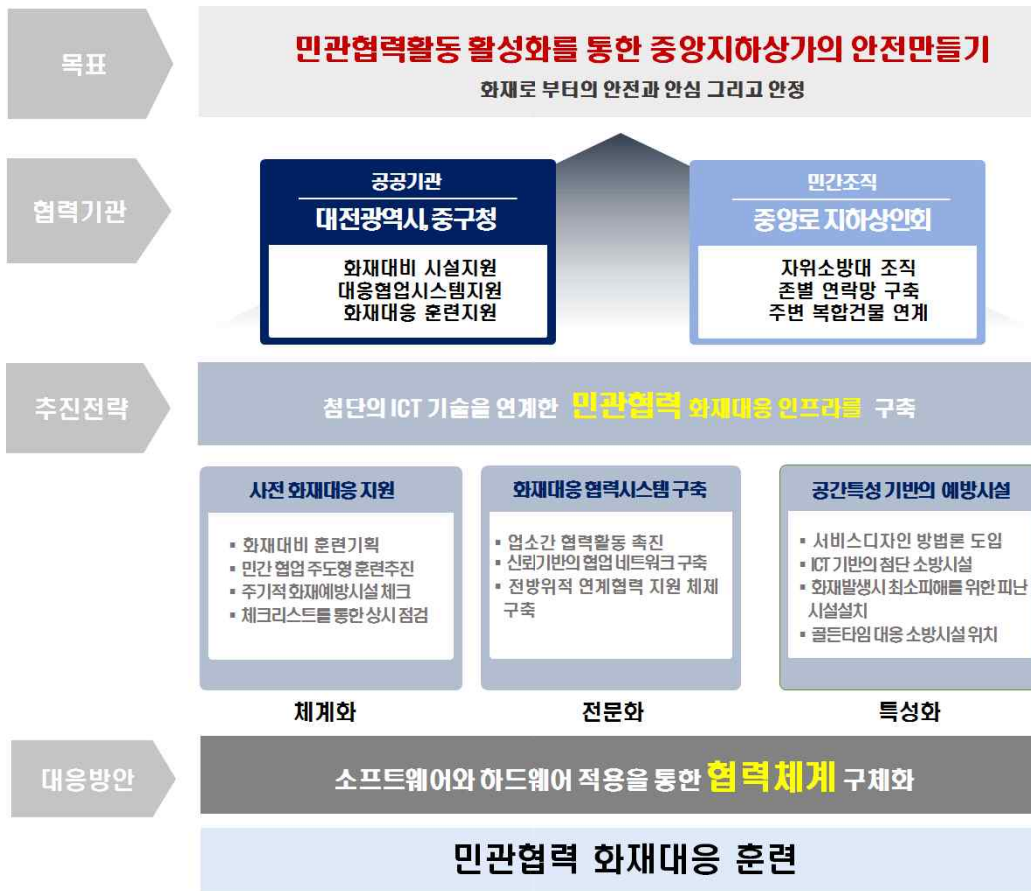 목표
민관협력활동 활성화를 통한 중앙지하상가의 안전만들기
화재로 부터의 안전과 안심 그리고 안정
협력기관
공공기관
대전광역시, 중구청
화재대비 시설지원
대응협업시스템지원
화재대응 훈련지원
민간조직
중앙로 지하상인회
자위소방대 조직
존별 연락망 구축
주변 복합건물 연계
추진전략
첨단의 ICT 기술을 연계한 민관협력 화재대응 인프라를 구축
사전 화재대응 지원
▪ 화재대비 훈련기획
▪ 민간 협업 주도형 훈련추진
▪ 주기적 화재예방시설 체크
▪ 체크리스트를 통한 상시 점검
체계화
화재대응 협력시스템 구축
▪ 업소간 협력활동 촉진
▪ 신뢰기반의 협업 네트워크 구축
▪ 전방위적 연계협력 지원 체제
구축
전문화
공간특성 기반의 예방시설
▪ 서비스디자인 방법론 도입
▪ ICT 기반의 첨단 소방시설
▪ 화재발생시 최소피해를 위한 피난
시설설치
▪ 골든타임 대응 소방시설 위치
특성화
대응방안
소프트웨어와 하드웨어 적용을 통한 협력체계 구체화
민관협력 화재대응 훈련